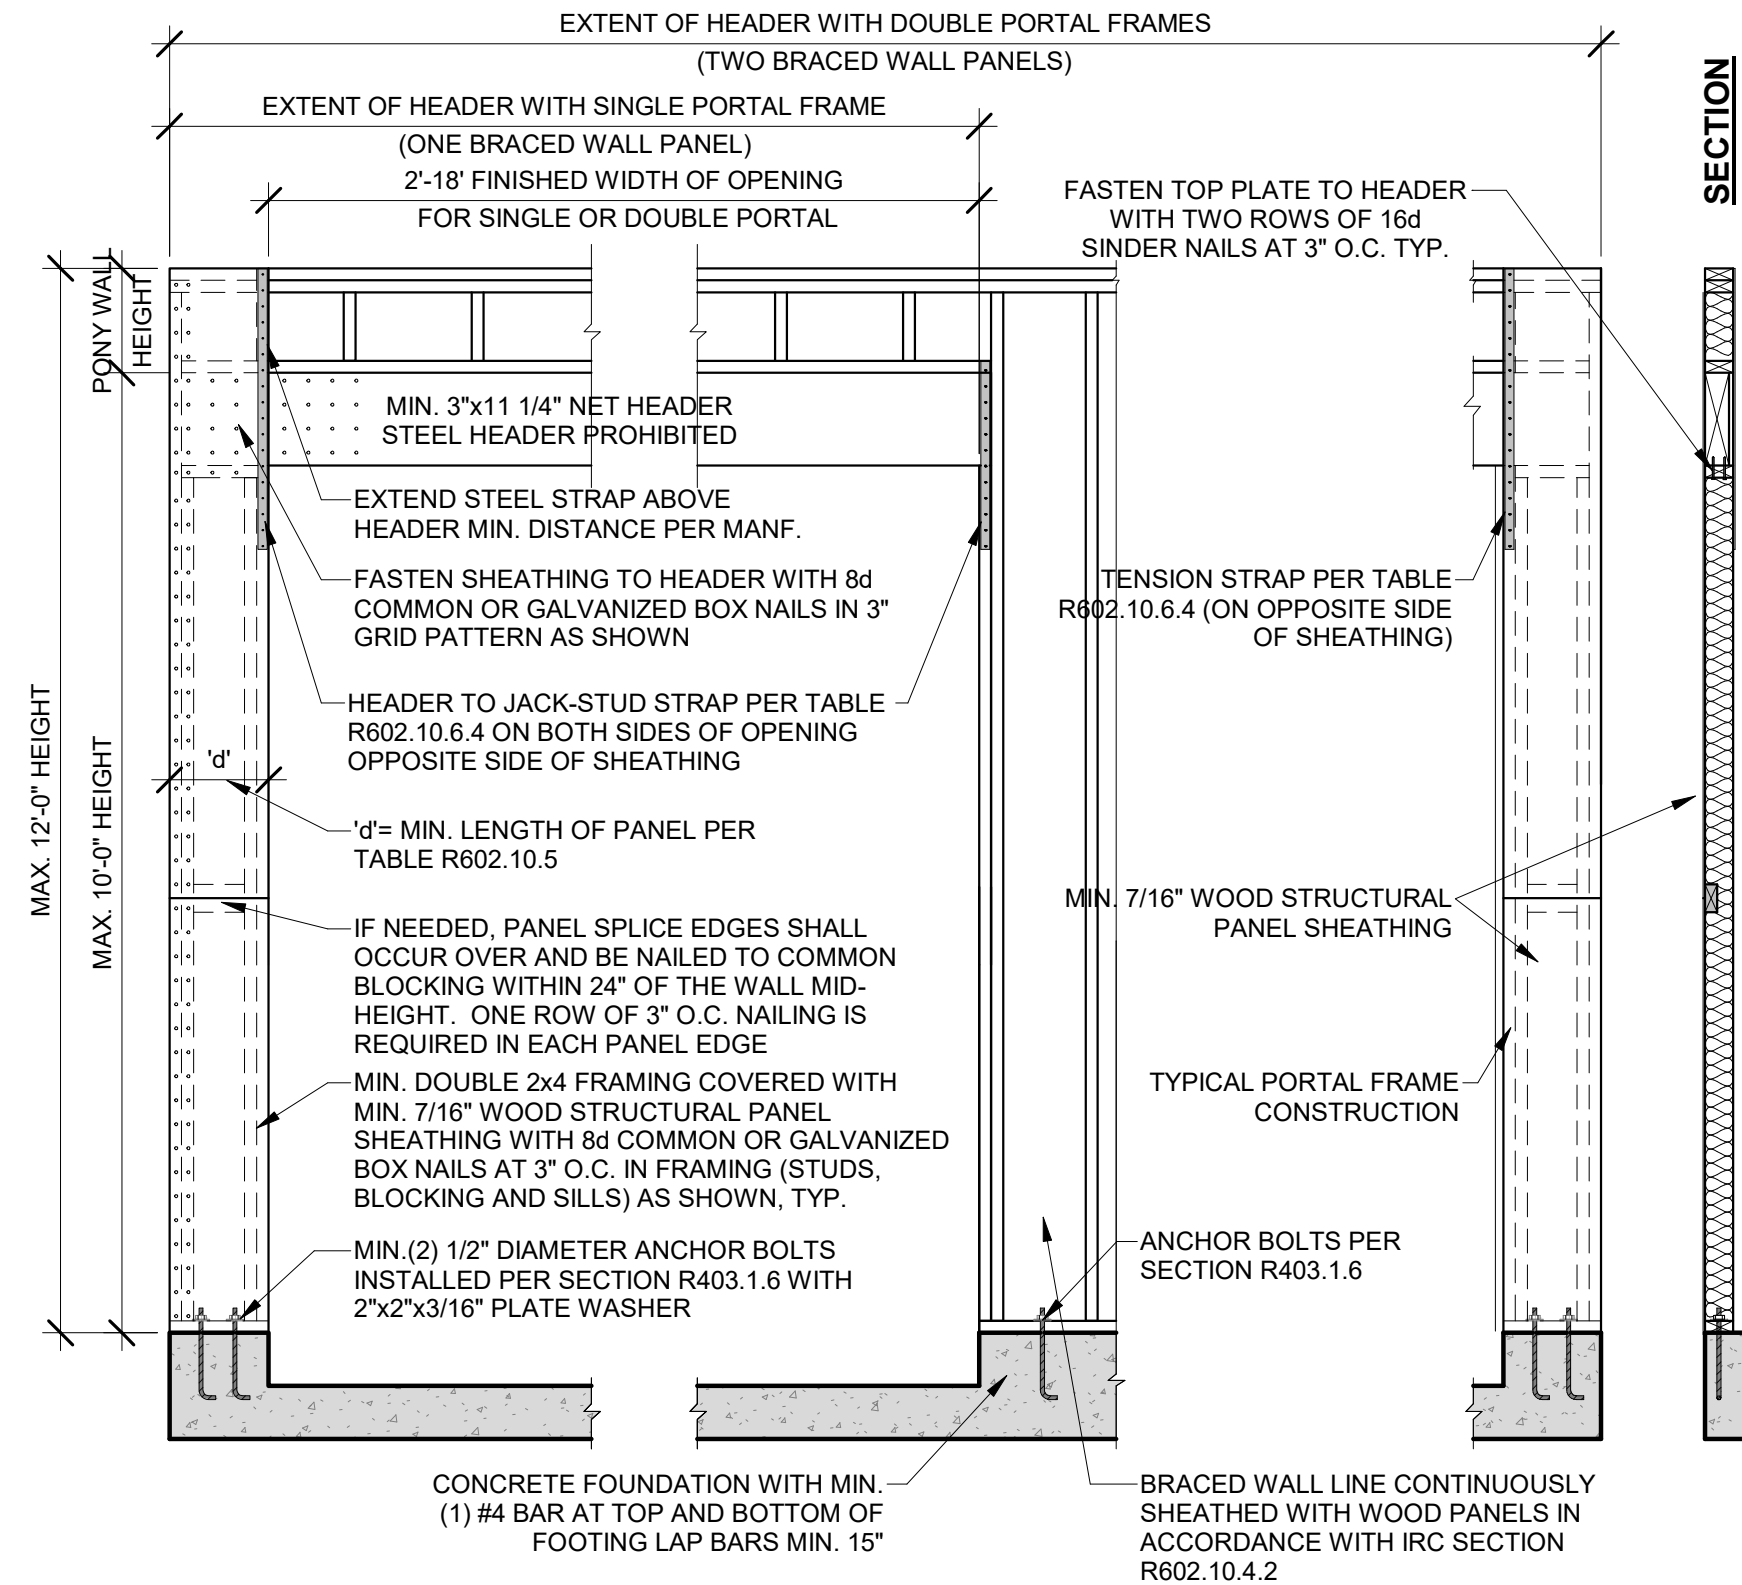 EXTENT OF HEADER WITH DOUBLE PORTAL FRAMES
(TWO BRACED WALL PANELS)
EXTENT OF HEADER WITH SINGLE PORTAL FRAME
(ONE BRACED WALL PANEL)
2'-18' FINISHED WIDTH OF OPENING
FOR SINGLE OR DOUBLE PORTAL
SECTION
FASTEN TOP PLATE TO HEADER
WITH TWO ROWS OF 16d
SINDER NAILS AT 3" O.C. TYP.
PONY WALL
HEIGHT
MIN. 3"x11 1/4" NET HEADER
STEEL HEADER PROHIBITED
EXTEND STEEL STRAP ABOVE
HEADER MIN. DISTANCE PER MANF.
FASTEN SHEATHING TO HEADER WITH 8d
COMMON OR GALVANIZED BOX NAILS IN 3"
GRID PATTERN AS SHOWN
TENSION STRAP PER TABLE
R602.10.6.4 (ON OPPOSITE SIDE
OF SHEATHING)
HEADER TO JACK-STUD STRAP PER TABLE
R602.10.6.4 ON BOTH SIDES OF OPENING
OPPOSITE SIDE OF SHEATHING
MAX. 12'-0" HEIGHT
MAX. 10'-0" HEIGHT
'd'
'd'= MIN. LENGTH OF PANEL PER
TABLE R602.10.5
MIN. 7/16" WOOD STRUCTURAL
PANEL SHEATHING
IF NEEDED, PANEL SPLICE EDGES SHALL
OCCUR OVER AND BE NAILED TO COMMON
BLOCKING WITHIN 24" OF THE WALL MID-
HEIGHT.  ONE ROW OF 3" O.C. NAILING IS
REQUIRED IN EACH PANEL EDGE
MIN. DOUBLE 2x4 FRAMING COVERED WITH
MIN. 7/16" WOOD STRUCTURAL PANEL
SHEATHING WITH 8d COMMON OR GALVANIZED
BOX NAILS AT 3" O.C. IN FRAMING (STUDS,
BLOCKING AND SILLS) AS SHOWN, TYP.
TYPICAL PORTAL FRAME
CONSTRUCTION
MIN.(2) 1/2" DIAMETER ANCHOR BOLTS
INSTALLED PER SECTION R403.1.6 WITH
2"x2"x3/16" PLATE WASHER
ANCHOR BOLTS PER
SECTION R403.1.6
CONCRETE FOUNDATION WITH MIN.
(1) #4 BAR AT TOP AND BOTTOM OF
FOOTING LAP BARS MIN. 15"
BRACED WALL LINE CONTINUOUSLY
SHEATHED WITH WOOD PANELS IN
ACCORDANCE WITH IRC SECTION
R602.10.4.2